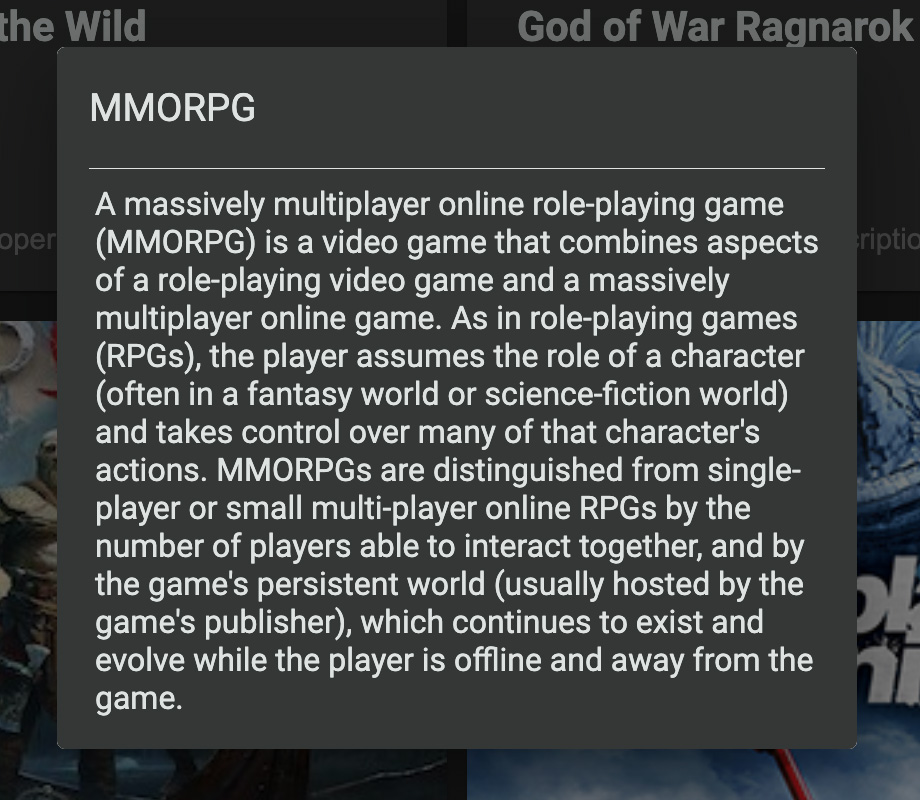 the Wild
God of War Ragnarok
MMORPG
A massively multiplayer online role-playing game
(MMORPG) is a video game that combines aspects
of a role-playing video game and a massively
multiplayer online game. As in role-playing games
(RPGs), the player assumes the role of a character
(often in a fantasy world or science-fiction world)
and takes control over many of that character's
actions. MMORPGs are distinguished from single-
player or small multi-player online RPGs by the
number of players able to interact together, and by
the game's persistent world (usually hosted by the
game's publisher), which continues to exist and
evolve while the player is offline and away from the
game.